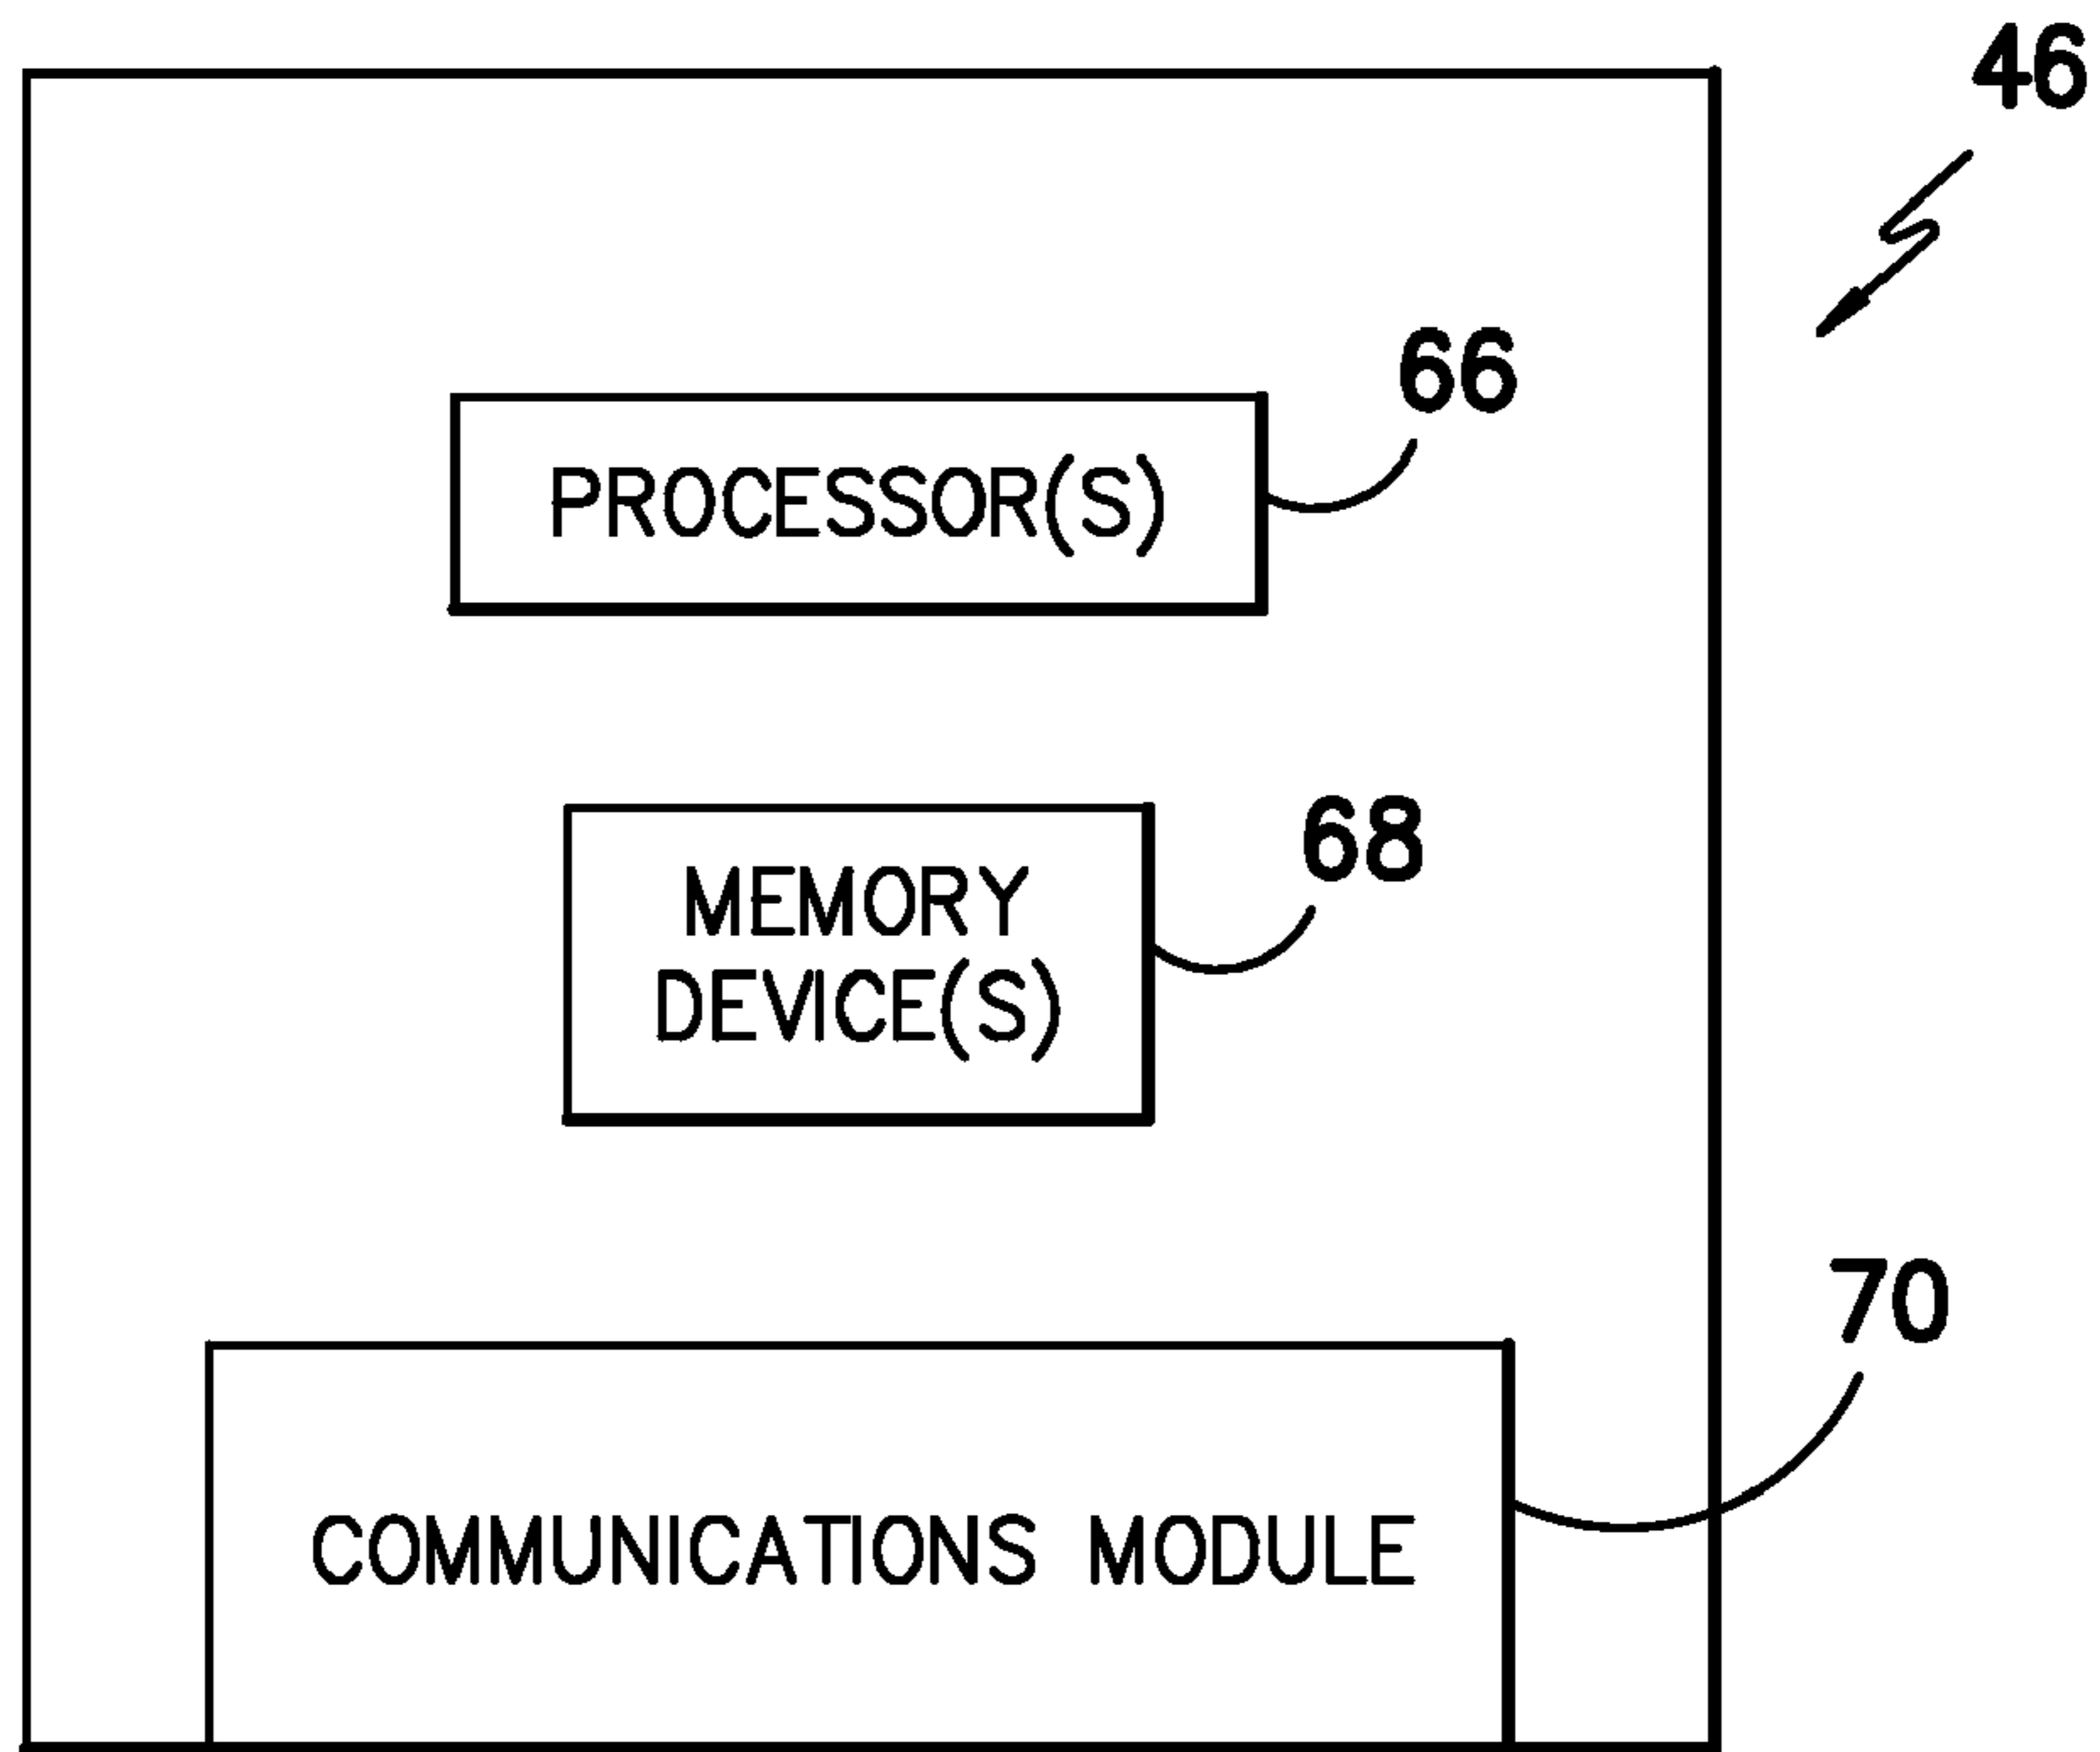 46
66
PROCESSOR(S)
68
MEMORY
DEVICE(S)
70
COMMUNICATIONS MODULE